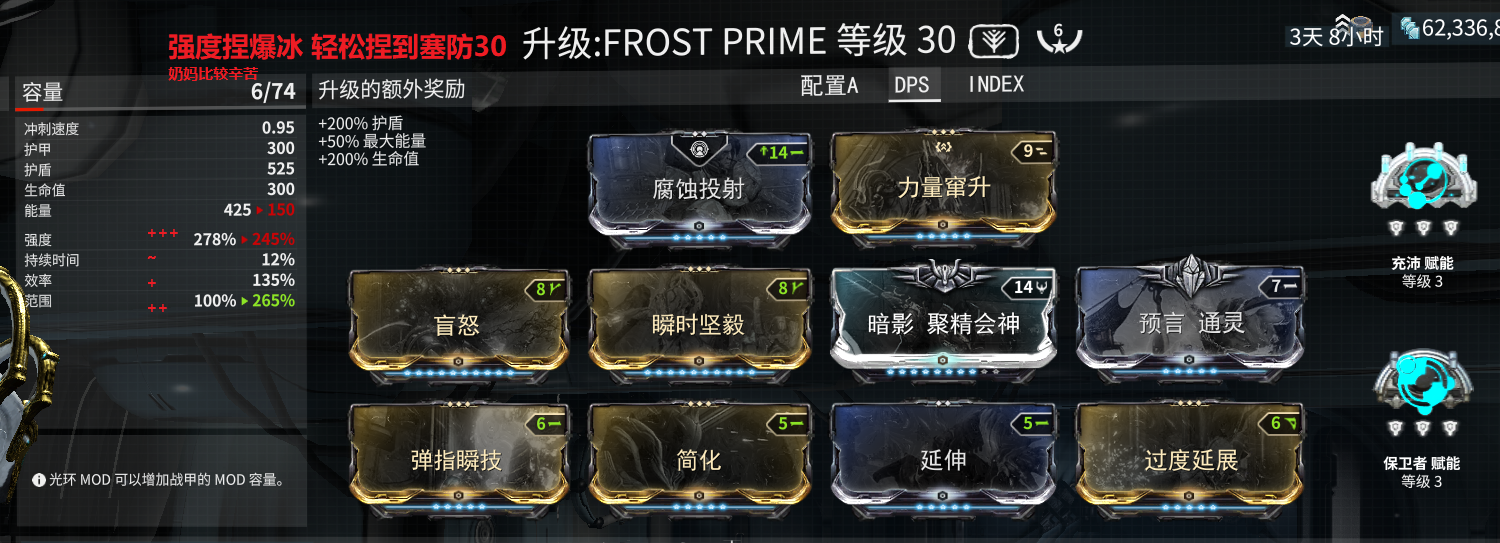 强度捏爆冰 轻松捏到塞防30
奶妈比较辛苦
升级:FROST PRIME 等级 30
6
3天 8小时
62,336,8
容量 6/74
升级的额外奖励
配置A DPS INDEX
冲刺速度 0.95
护甲 300
护盾 525
生命值 300
能量 425 ▸ 150
强度 +++ 278% ▸ 245%
持续时间 ~ 12%
效率 + 135%
范围 ++ 100% ▸ 265%
+200% 护盾
+50% 最大能量
+200% 生命值
14
腐蚀投射
9
力量窜升
8
盲怒
8
瞬时坚毅
14
暗影 聚精会神
7
预言 通灵
6
弹指瞬技
5
简化
5
延伸
6
过度延展
充沛 赋能
等级 3
保卫者 赋能
等级 3
光环 MOD 可以增加战甲的 MOD 容量。